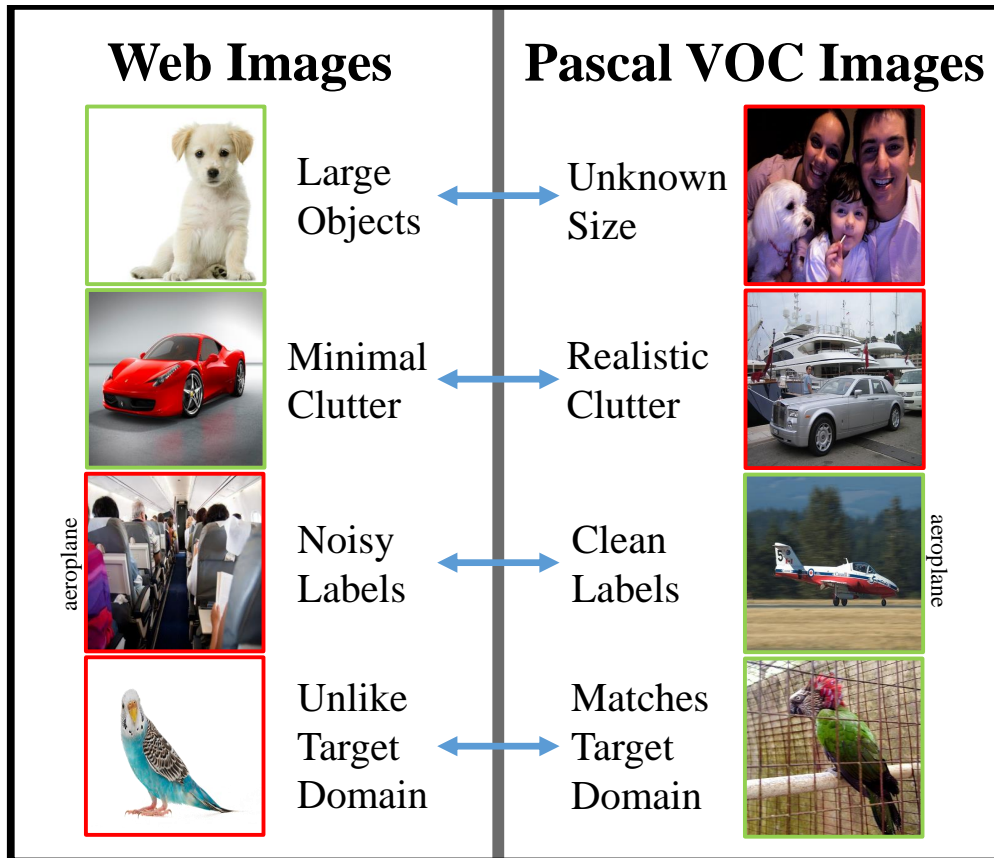 Web Images
Pascal VOC Images
Large
Objects
Unknown
Size
Minimal
Clutter
Realistic
Clutter
aeroplane
Noisy
Labels
Clean
Labels
5
aeroplane
Unlike
Target
Domain
Matches
Target
Domain